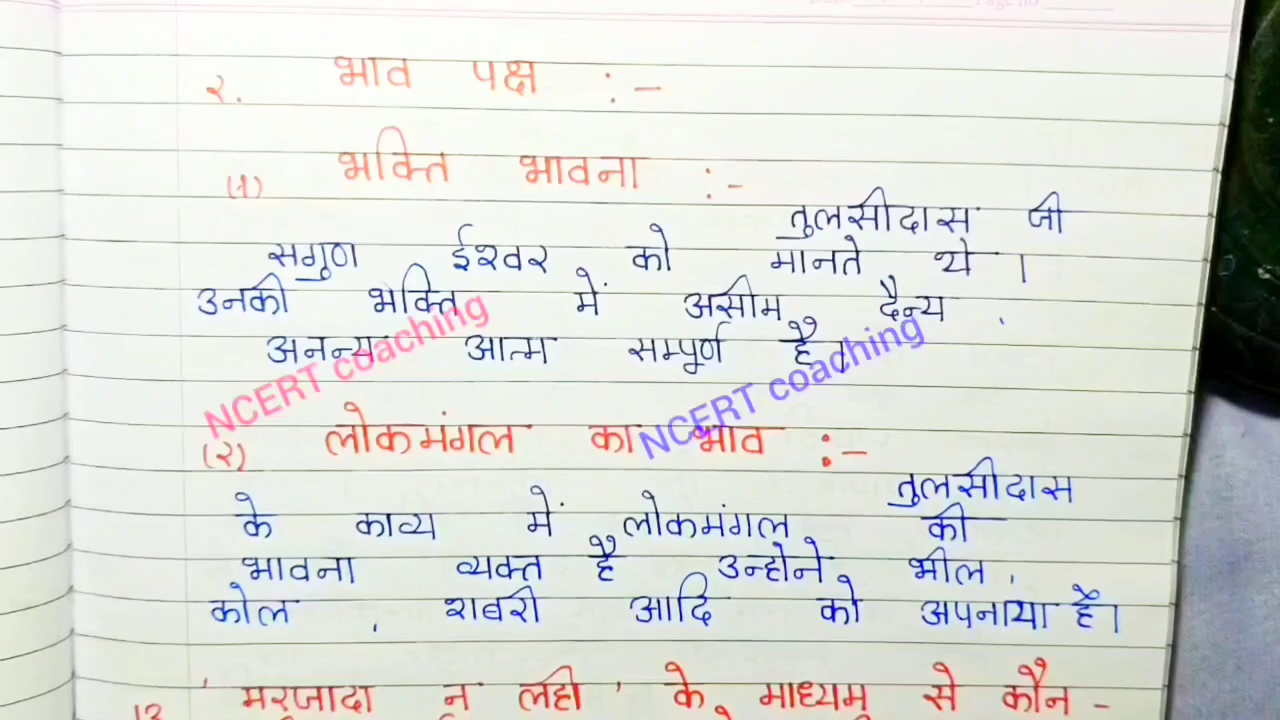 २. भाव पक्ष :-
(1) भक्ति भावना :-
तुलसीदास जी
सगुण ईश्वर को मानते थे ।
उनकी भक्ति में असीम दैन्य ,
अनन्य आत्म सम्पूर्ण है ।
NCERT coaching
NCERT coaching
(२) लोकमंगल का भाव :-
तुलसीदास
के काव्य में लोकमंगल की
भावना व्यक्त है उन्होने भील ,
कोल , शबरी आदि को अपनाया है।
' मरजादा न लही ' के माध्यम से कौन -